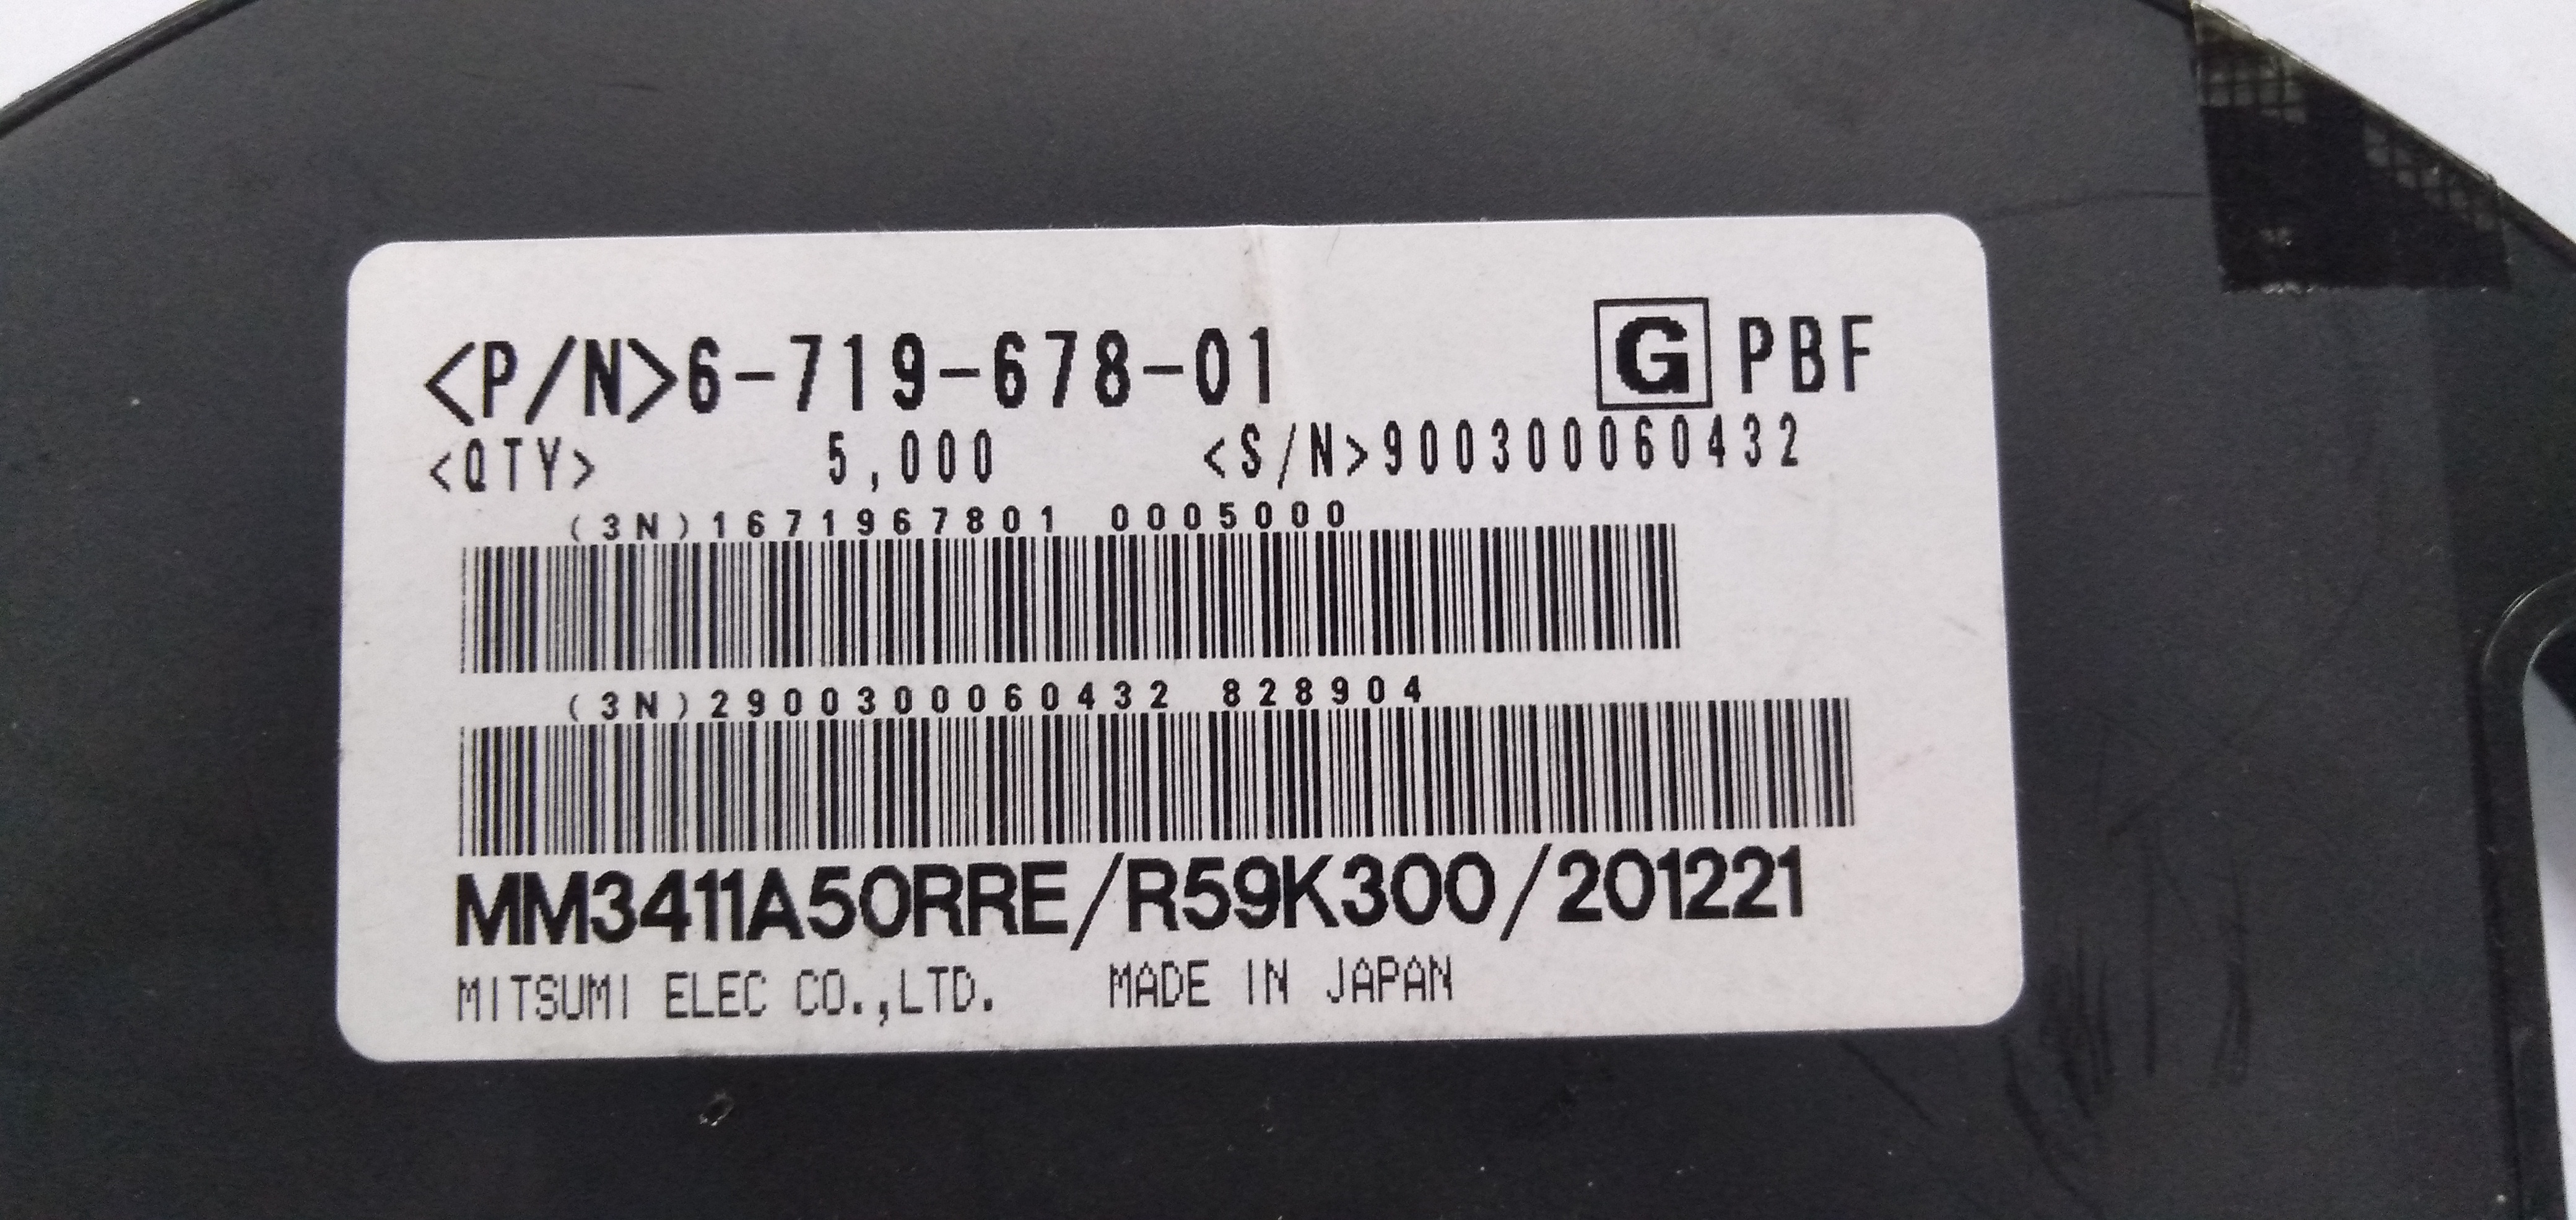 <P/N>6-719-678-01 G PBF
<QTY> 5,000 <S/N>900300060432
(3N)1671967801 0005000
(3N)2900300060432 828904
MM3411A50RRE/R59K300/201221
MITSUMI ELEC CO.,LTD. MADE IN JAPAN